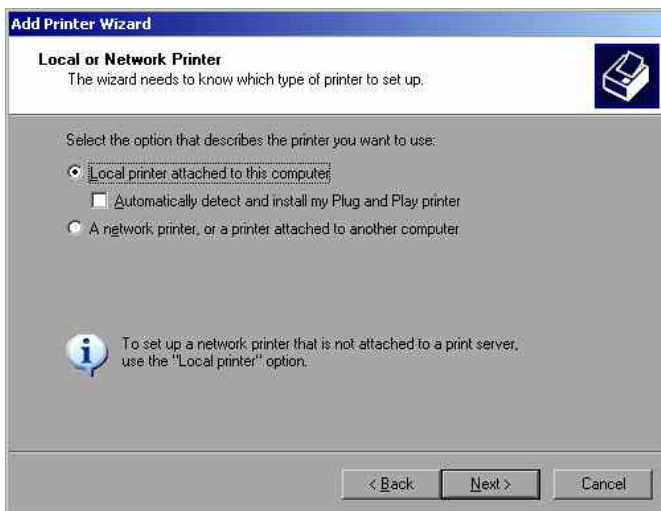 Add Printer Wizard
Local or Network Printer
The wizard needs to know which type of printer to set up.
Select the option that describes the printer you want to use:
Local printer attached to this computer
Automatically detect and install my Plug and Play printer
A network printer, or a printer attached to another computer
To set up a network printer that is not attached to a print server,
use the "Local printer" option.
< Back
Next >
Cancel